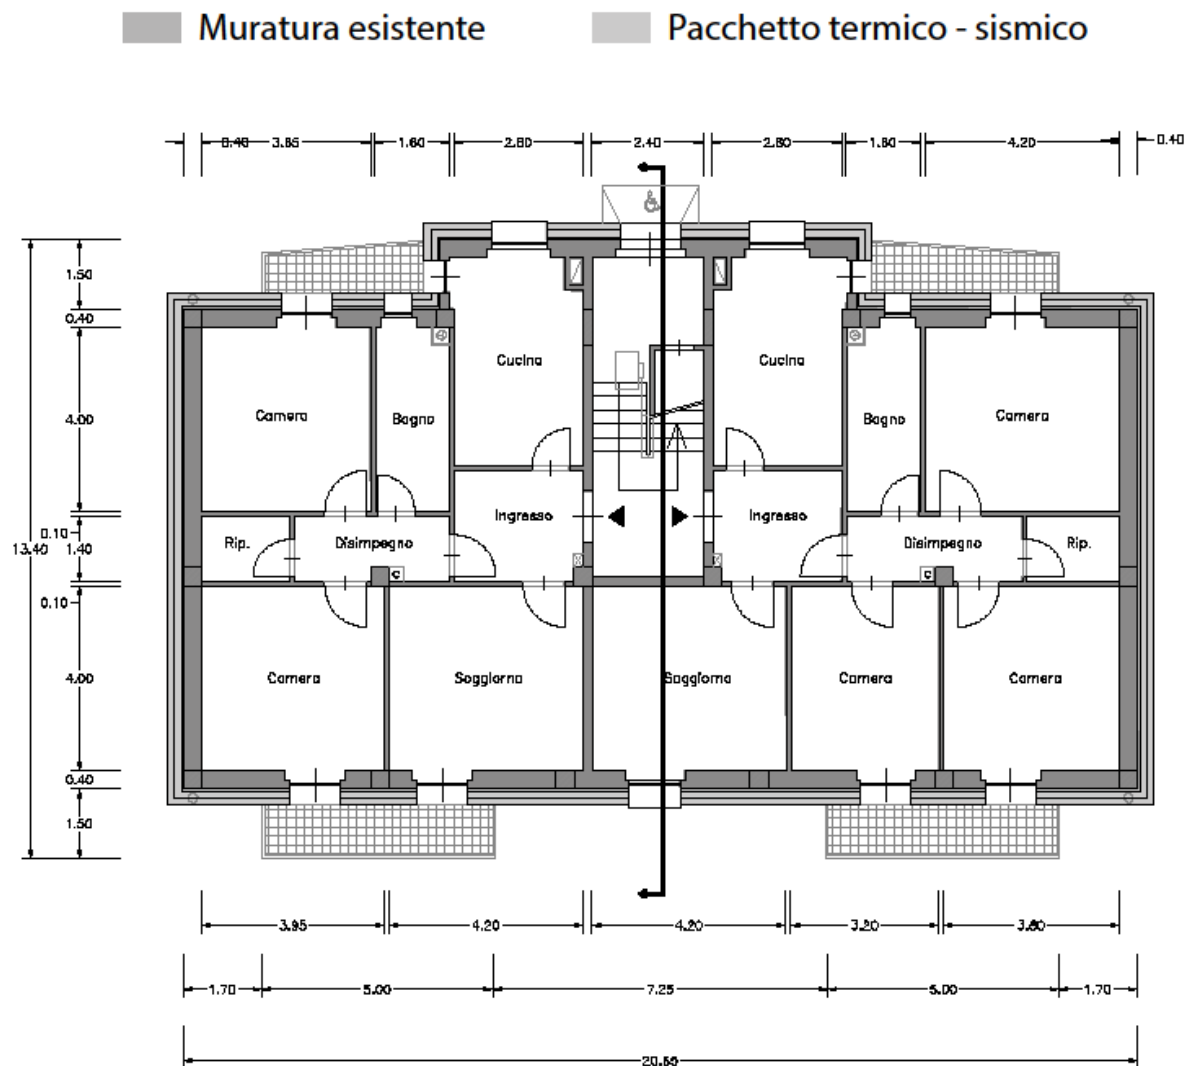 Muratura esistente
Pacchetto termico - sismico
0.40 3.65 1.60 2.80 2.40 2.80 1.60 4.20 0.40
1.50
0.40
Cucina Cucina
4.00 Camera Bagno Bagno Camera
Ingresso Ingresso
0.10
Rip. Disimpegno Disimpegno Rip.
13.40 1.40
C C
0.10
4.00 Camera Soggiorno Soggiorno Camera Camera
0.40
1.50
3.95 4.20 4.20 3.20 3.80
1.70 5.00 7.25 5.00 1.70
20.65